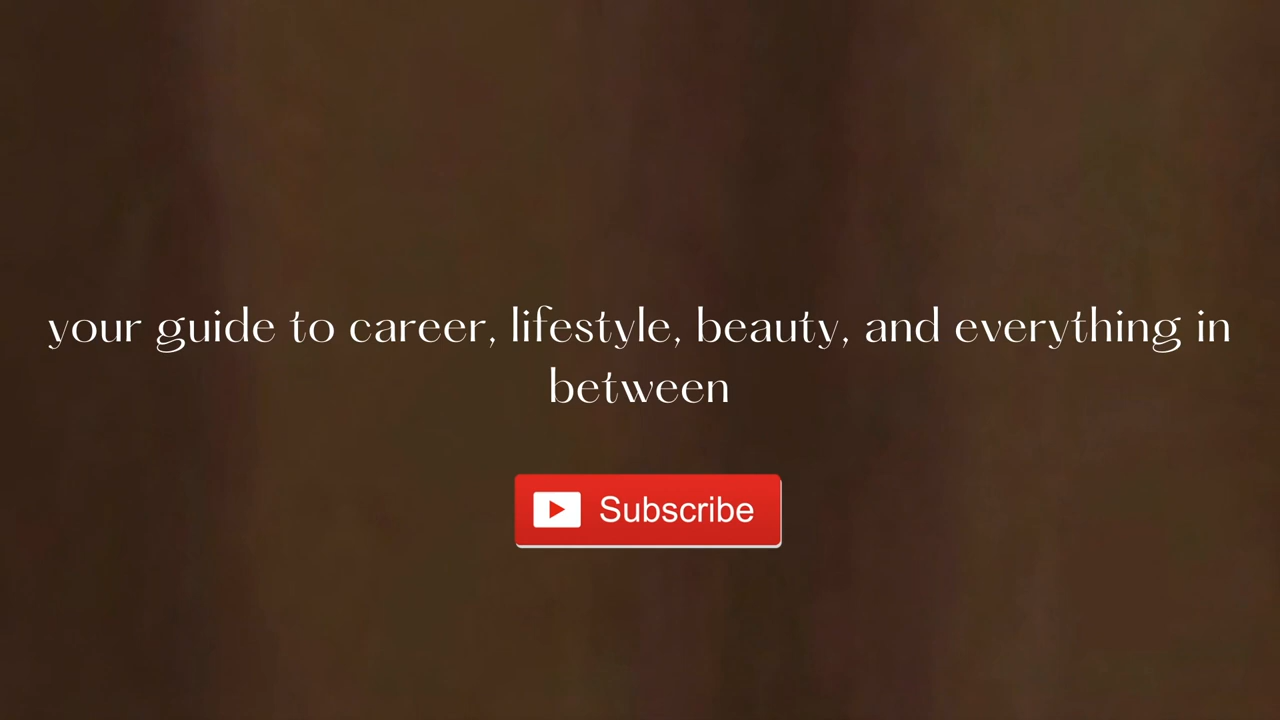 your guide to career, lifestyle, beauty, and everything in
between
Subscribe